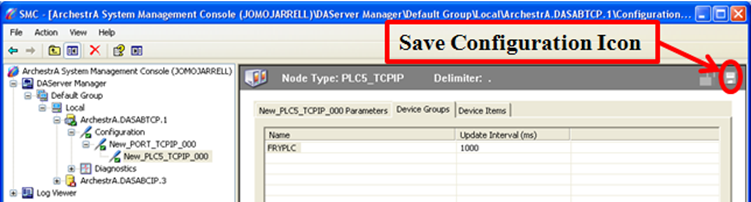 SMC - [ArchestrA System Management Console (JOMOJARRELL)\DAServer Manager\Default Group\Local\ArchestrA.DASABTCP.1\Configuration...
File Action View Help
Save Configuration Icon
ArchestrA System Management Console (JOMOJARRELL)
DAServer Manager
Default Group
Local
ArchestrA.DASABTCP.1
Configuration
New_PORT_TCPIP_000
New_PLC5_TCPIP_000
Diagnostics
ArchestrA.DASABCIP.3
Log Viewer
Node Type: PLC5_TCPIP Delimiter: .
New_PLC5_TCPIP_000 Parameters Device Groups Device Items
Name Update Interval (ms)
FRYPLC 1000